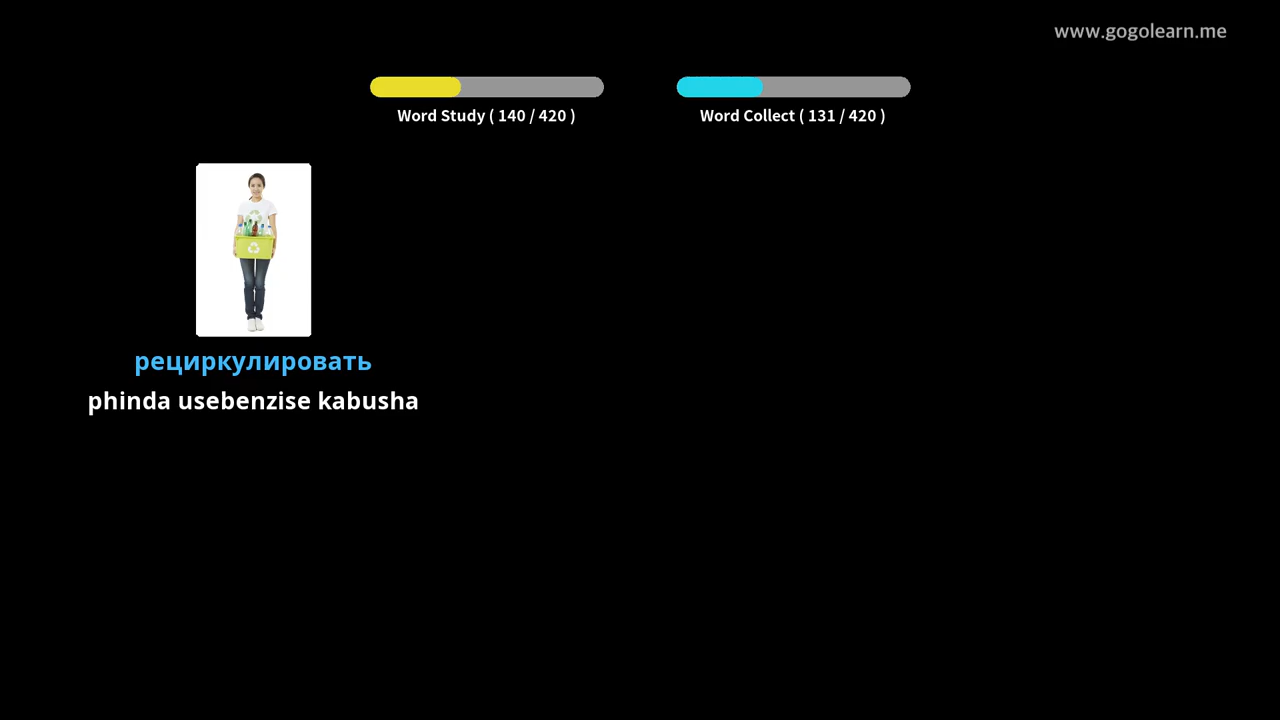 www.gogolearn.me
Word Study ( 140 / 420 )
Word Collect ( 131 / 420 )
рециркулировать
phinda usebenzise kabusha